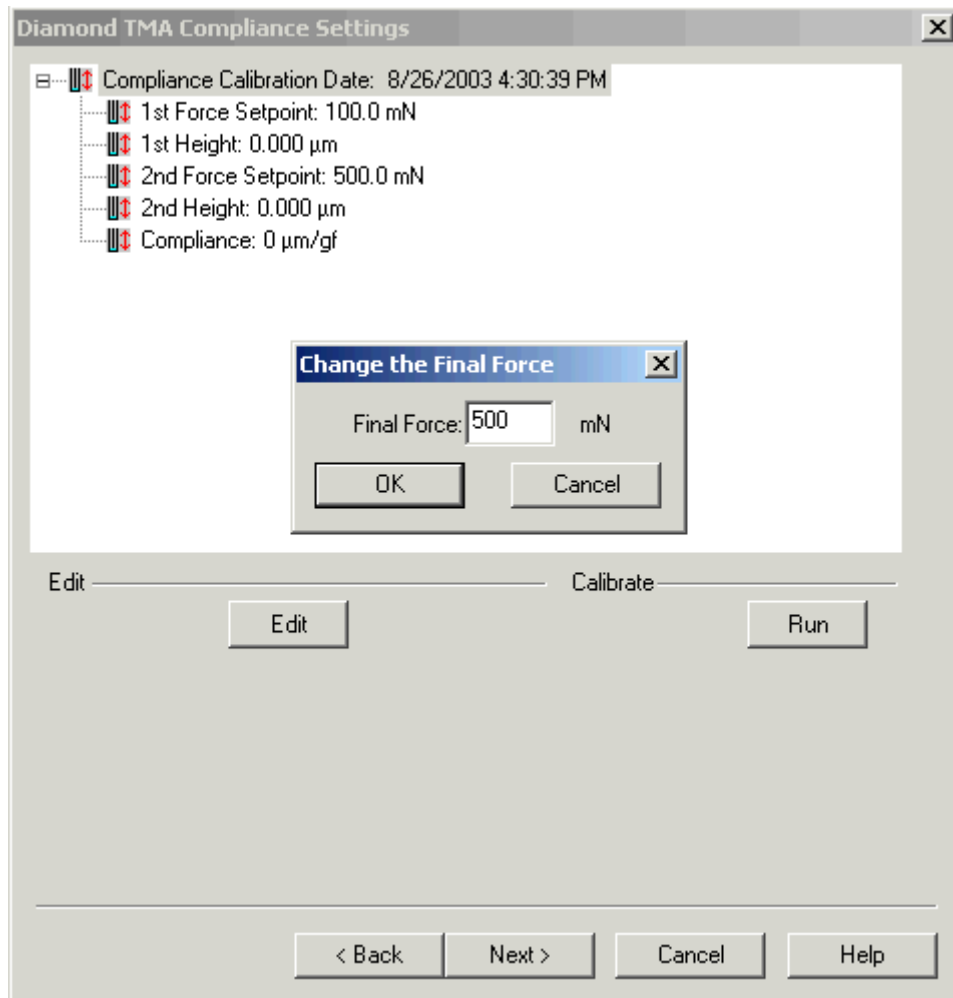 Diamond TMA Compliance Settings
Compliance Calibration Date:  8/26/2003 4:30:39 PM
1st Force Setpoint: 100.0 mN
1st Height: 0.000 µm
2nd Force Setpoint: 500.0 mN
2nd Height: 0.000 µm
Compliance: 0 µm/gf
Change the Final Force
Final Force: 500 mN
OK Cancel
Edit Calibrate
Edit Run
< Back Next > Cancel Help